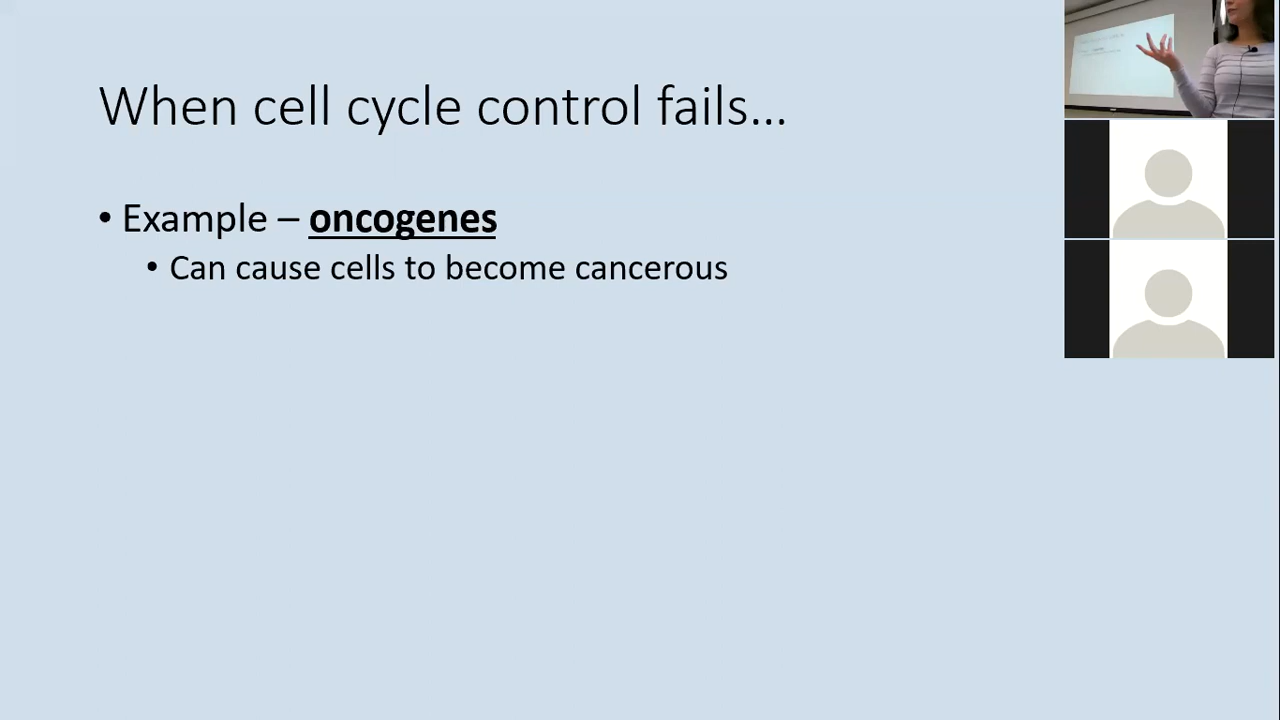 When cell cycle control fails…
• Example – oncogenes
• Can cause cells to become cancerous